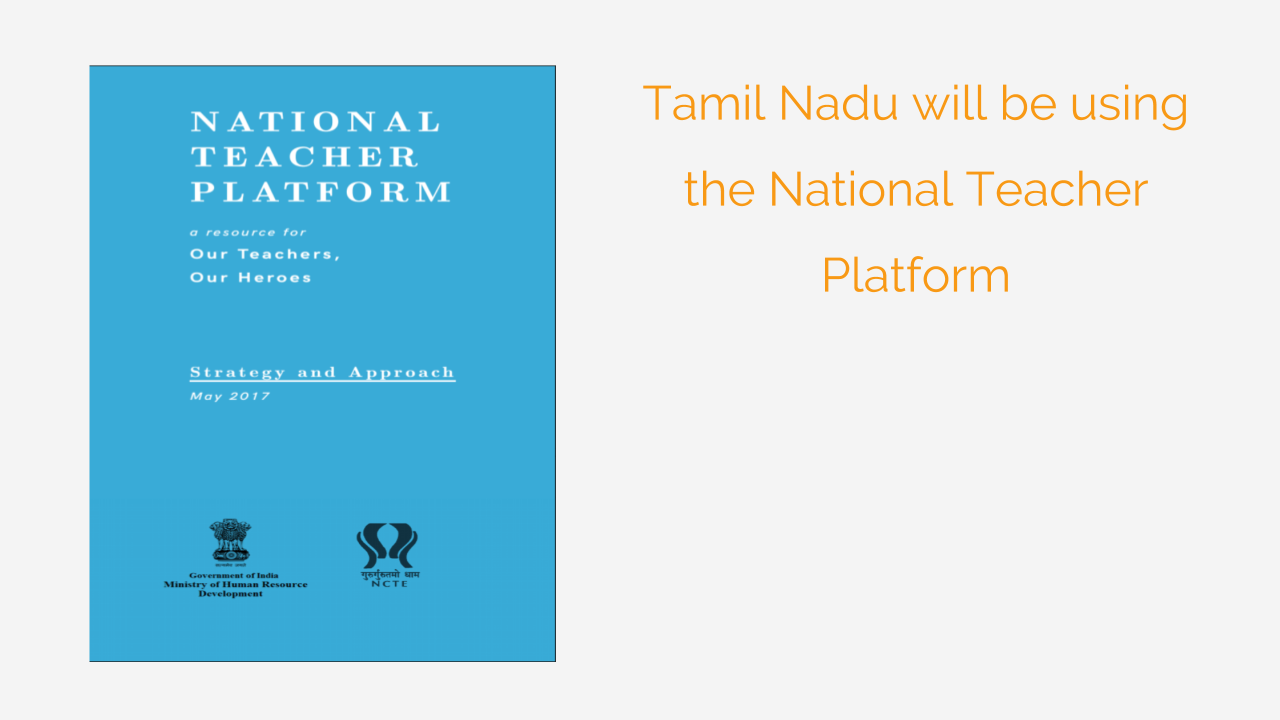 NATIONAL
TEACHER
PLATFORM
a resource for
Our Teachers,
Our Heroes
Strategy and Approach
May 2017
Government of India
Ministry of Human Resource
Development
गुरुर्गुरुतमो धाम
NCTE
Tamil Nadu will be using
the National Teacher
Platform